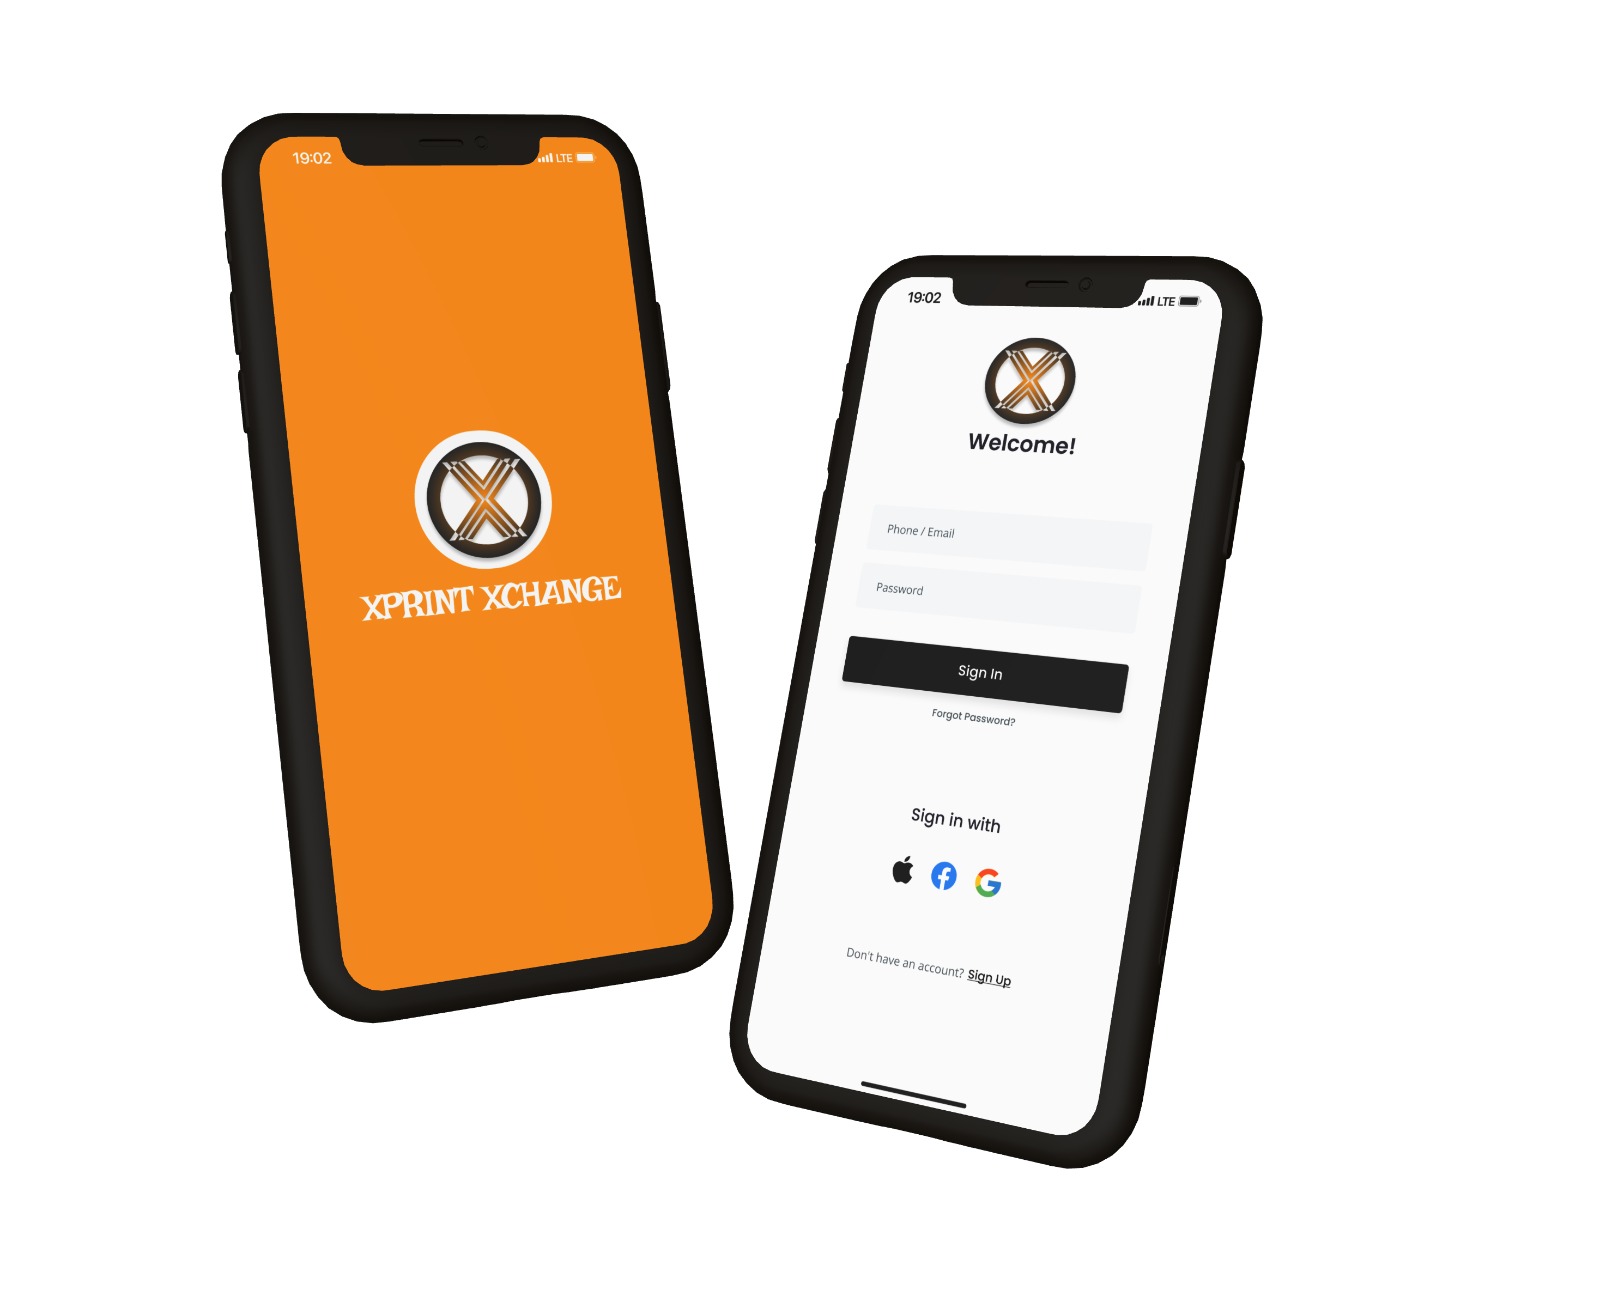 19:02 LTE
XPRINT XCHANGE
19:02 LTE
Welcome!
Phone / Email
Password
Sign In
Forgot Password?
Sign in with
Don't have an account? Sign Up